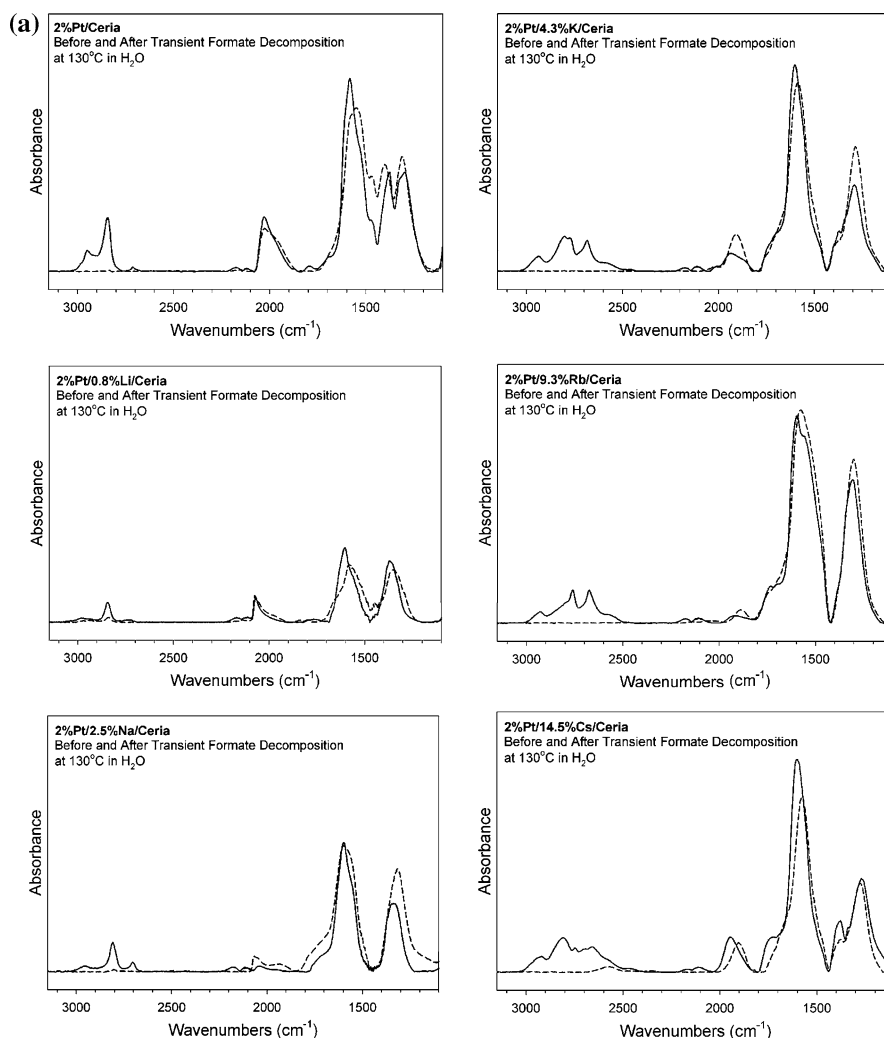 (a)
2%Pt/Ceria
Before and After Transient Formate Decomposition
at 130°C in H₂O
Absorbance
3000 2500 2000 1500
Wavenumbers (cm⁻¹)
2%Pt/4.3%K/Ceria
Before and After Transient Formate Decomposition
at 130°C in H₂O
Absorbance
3000 2500 2000 1500
Wavenumbers (cm⁻¹)
2%Pt/0.8%Li/Ceria
Before and After Transient Formate Decomposition
at 130°C in H₂O
Absorbance
3000 2500 2000 1500
Wavenumbers (cm⁻¹)
2%Pt/9.3%Rb/Ceria
Before and After Transient Formate Decomposition
at 130°C in H₂O
Absorbance
3000 2500 2000 1500
Wavenumbers (cm⁻¹)
2%Pt/2.5%Na/Ceria
Before and After Transient Formate Decomposition
at 130°C in H₂O
Absorbance
3000 2500 2000 1500
Wavenumbers (cm⁻¹)
2%Pt/14.5%Cs/Ceria
Before and After Transient Formate Decomposition
at 130°C in H₂O
Absorbance
3000 2500 2000 1500
Wavenumbers (cm⁻¹)